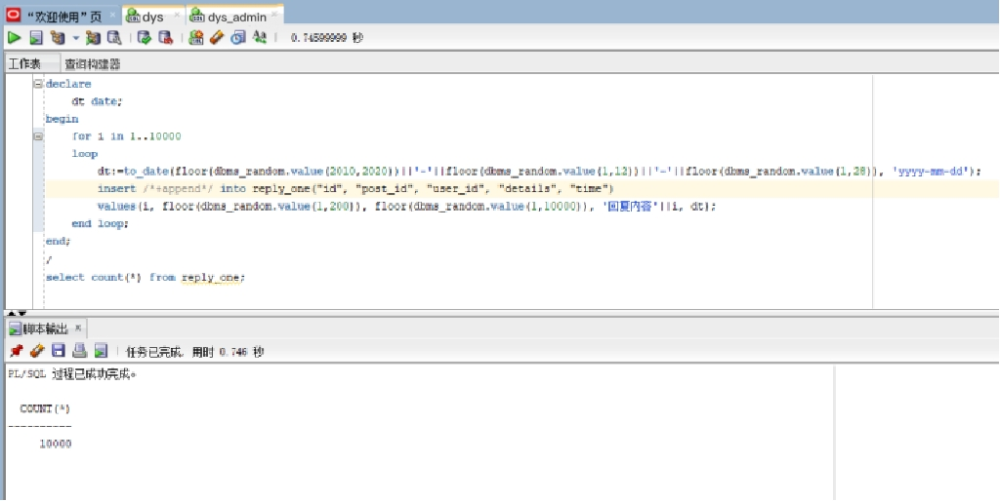 “欢迎使用”页 dys dys_admin
0.74599999 秒
工作表 查询构建器
declare
dt date;
begin
for i in 1..10000
loop
dt:=to_date(floor(dbms_random.value(2010,2020))||'-'||floor(dbms_random.value(1,12))||'-'||floor(dbms_random.value(1,28)), 'yyyy-mm-dd');
insert /*+append*/ into reply_one("id", "post_id", "user_id", "details", "time")
values(i, floor(dbms_random.value(1,200)), floor(dbms_random.value(1,10000)), '回复内容'||i, dt);
end loop;
end;
/
select count(*) from reply_one;
脚本输出
任务已完成, 用时 0.746 秒
PL/SQL 过程已成功完成。
COUNT(*)
----------
10000